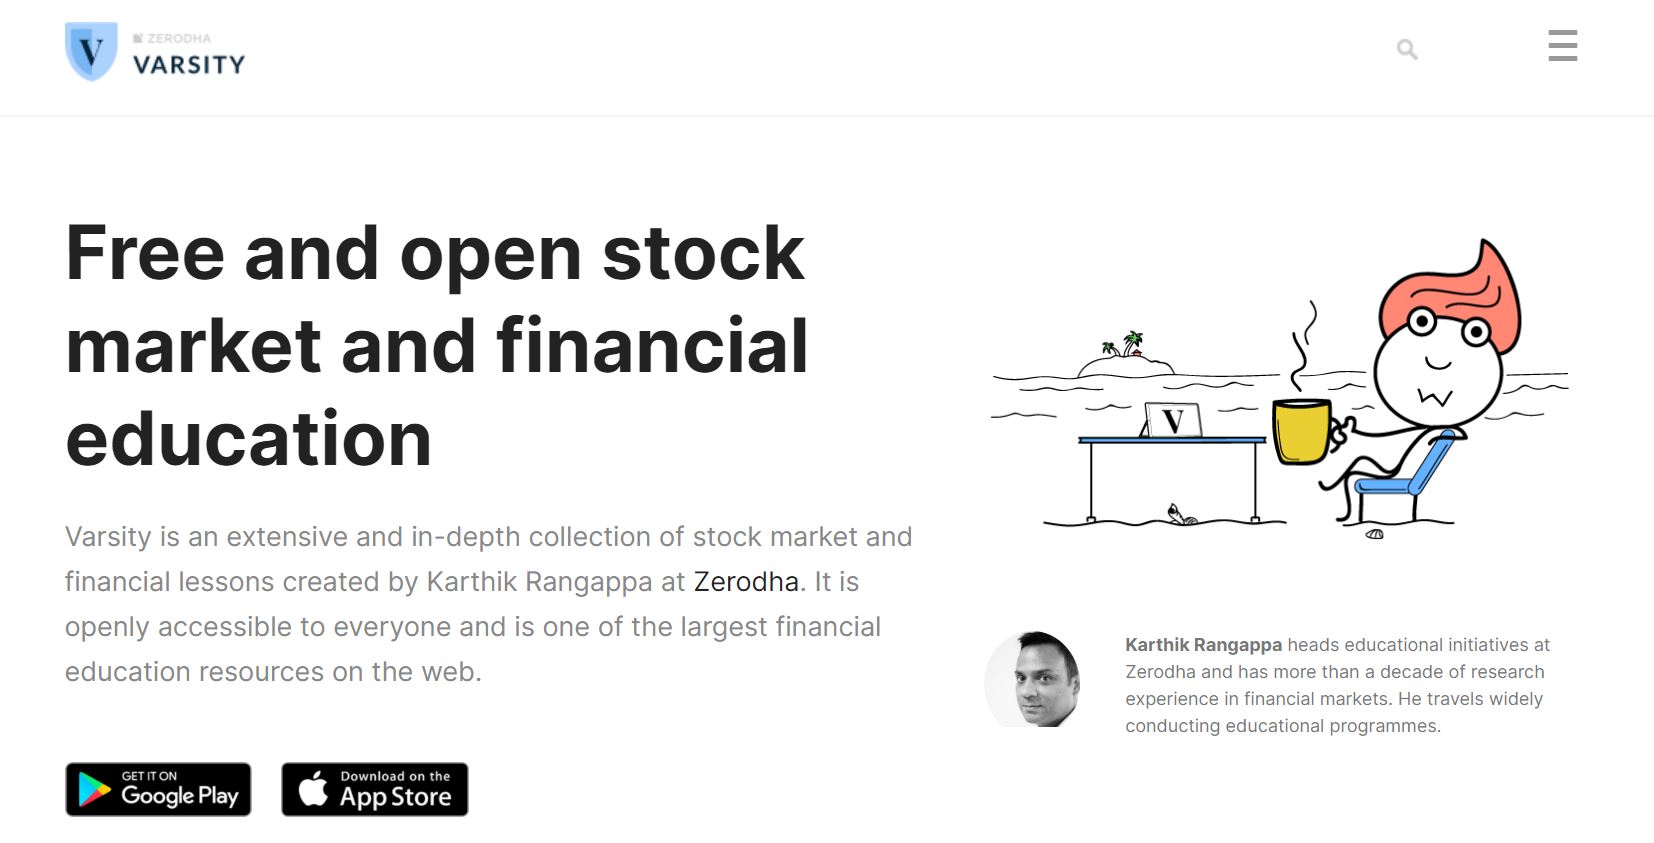 V
ZERODHA
VARSITY
Free and open stock
market and financial
education
Varsity is an extensive and in-depth collection of stock market and
financial lessons created by Karthik Rangappa at Zerodha. It is
openly accessible to everyone and is one of the largest financial
education resources on the web.
GET IT ON
Google Play
Download on the
App Store
V
Karthik Rangappa heads educational initiatives at
Zerodha and has more than a decade of research
experience in financial markets. He travels widely
conducting educational programmes.